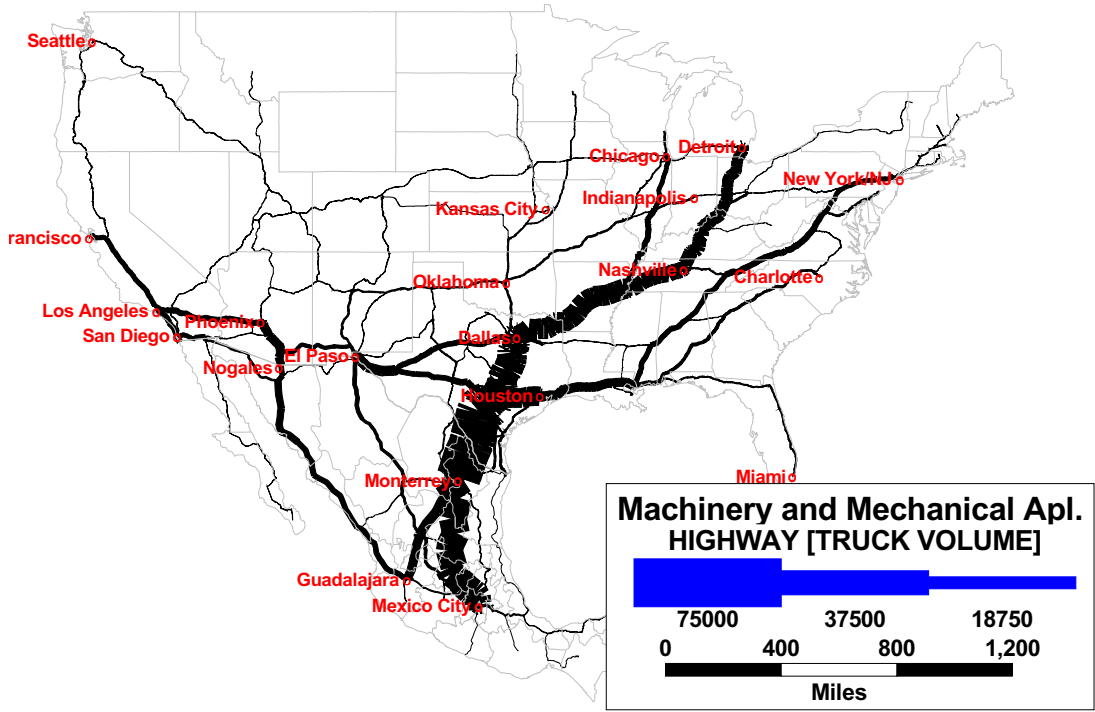 Seattle
Detroit
Chicago
New York/NJ
Indianapolis
Kansas City
rancisco
Nashville
Charlotte
Oklahoma
Los Angeles
Phoenix
San Diego
Dallas
El Paso
Nogales
Houston
Miami
Monterrey
Guadalajara
Mexico City
Machinery and Mechanical Apl.
HIGHWAY [TRUCK VOLUME]
75000 37500 18750
0 400 800 1,200
Miles